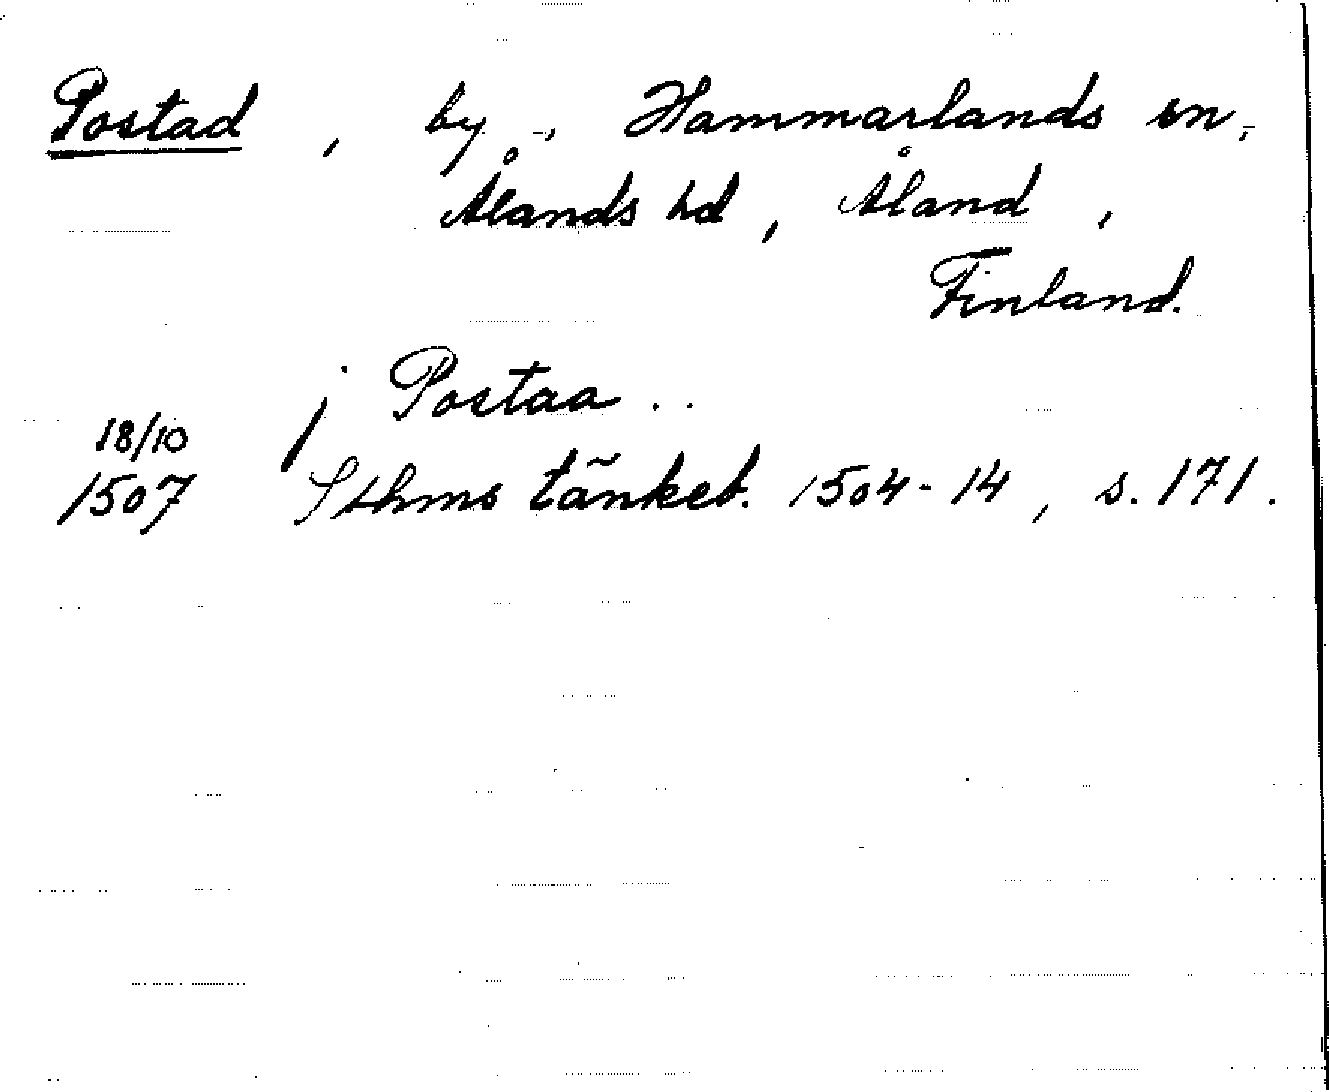 Postad , by -, Hammarlands sn,
Ålands hd , Åland ,
Finland.
j Postaa . .
18/10
1507 Sthms tänkeb. 1504-14 , s. 171 .